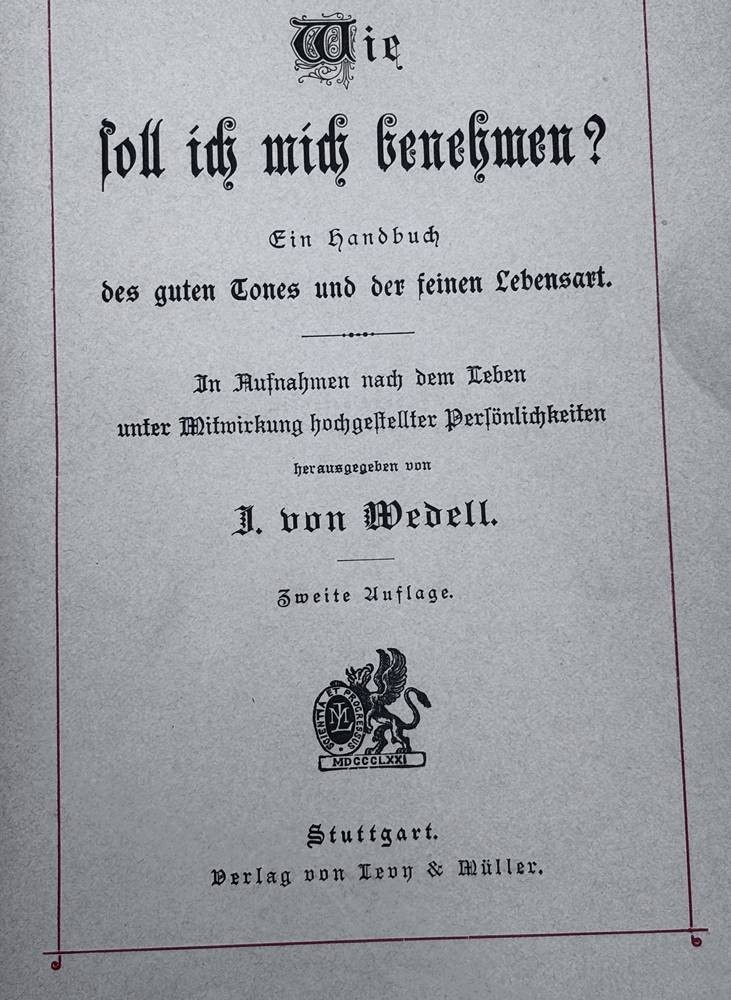 Wie
soll ich mich benehmen?
Ein Handbuch
des guten Tones und der feinen Lebensart.
In Aufnahmen nach dem Leben
unter Mitwirkung hochgestellter Persönlichkeiten
herausgegeben von
J. von Wedell.
Zweite Auflage.
SCIENTIA ET PROGRESSUS
LM
MDCCCLXXI
Stuttgart.
Verlag von Levy & Müller.